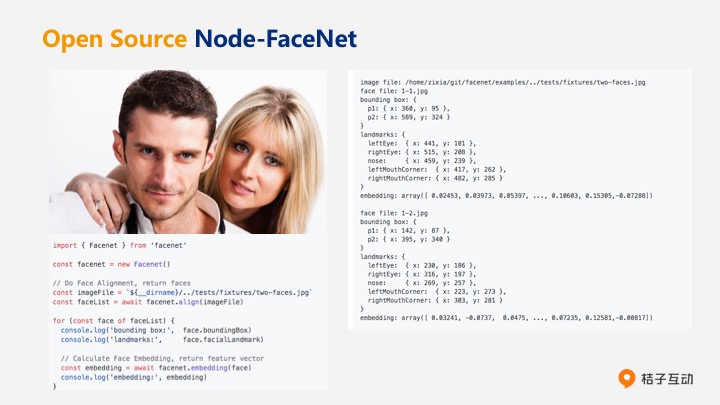 Open Source Node-FaceNet
import { Facenet } from 'facenet'
const facenet = new Facenet()
// Do Face Alignment, return faces
const imageFile = `${__dirname}/../tests/fixtures/two-faces.jpg`
const faceList = await facenet.align(imageFile)
for (const face of faceList) {
console.log('bounding box:', face.boundingBox)
console.log('landmarks:', face.facialLandmark)
// Calculate Face Embedding, return feature vector
const embedding = await facenet.embedding(face)
console.log('embedding:', embedding)
}
image file: /home/zixia/git/facenet/examples/../tests/fixtures/two-faces.jpg
face file: 1-1.jpg
bounding box: {
p1: { x: 360, y: 95 },
p2: { x: 589, y: 324 }
}
landmarks: {
leftEye: { x: 441, y: 181 },
rightEye: { x: 515, y: 208 },
nose: { x: 459, y: 239 },
leftMouthCorner: { x: 417, y: 262 },
rightMouthCorner: { x: 482, y: 285 }
}
embedding: array([ 0.02453, 0.03973, 0.05397, ..., 0.10603, 0.15305,-0.07288])
face file: 1-2.jpg
bounding box: {
p1: { x: 142, y: 87 },
p2: { x: 395, y: 340 }
}
landmarks: {
leftEye: { x: 230, y: 186 },
rightEye: { x: 316, y: 197 },
nose: { x: 269, y: 257 },
leftMouthCorner: { x: 223, y: 273 },
rightMouthCorner: { x: 303, y: 281 }
}
embedding: array([ 0.03241, -0.0737, 0.0475, ..., 0.07235, 0.12581,-0.00817])
桔子互动